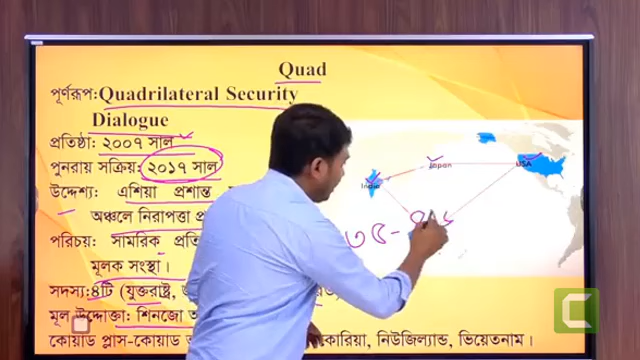 Quad
পূর্ণরূপ:Quadrilateral Security
Dialogue
প্রতিষ্ঠা: ২০০৭ সাল
পুনরায় সক্রিয়: ২০১৭ সাল
উদ্দেশ্য: এশিয়া প্রশান্ত
অঞ্চলে নিরাপত্তা
পরিচয়: সামরিক
মূলক সংস্থা।
সদস্য:৪টি (যুক্তরাষ্ট্র,
মূল উদ্যোক্তা: শিনজো
কোয়াড প্লাস-কোয়াড নিউজিল্যান্ড, ভিয়েতনাম।
Japan
USA
India